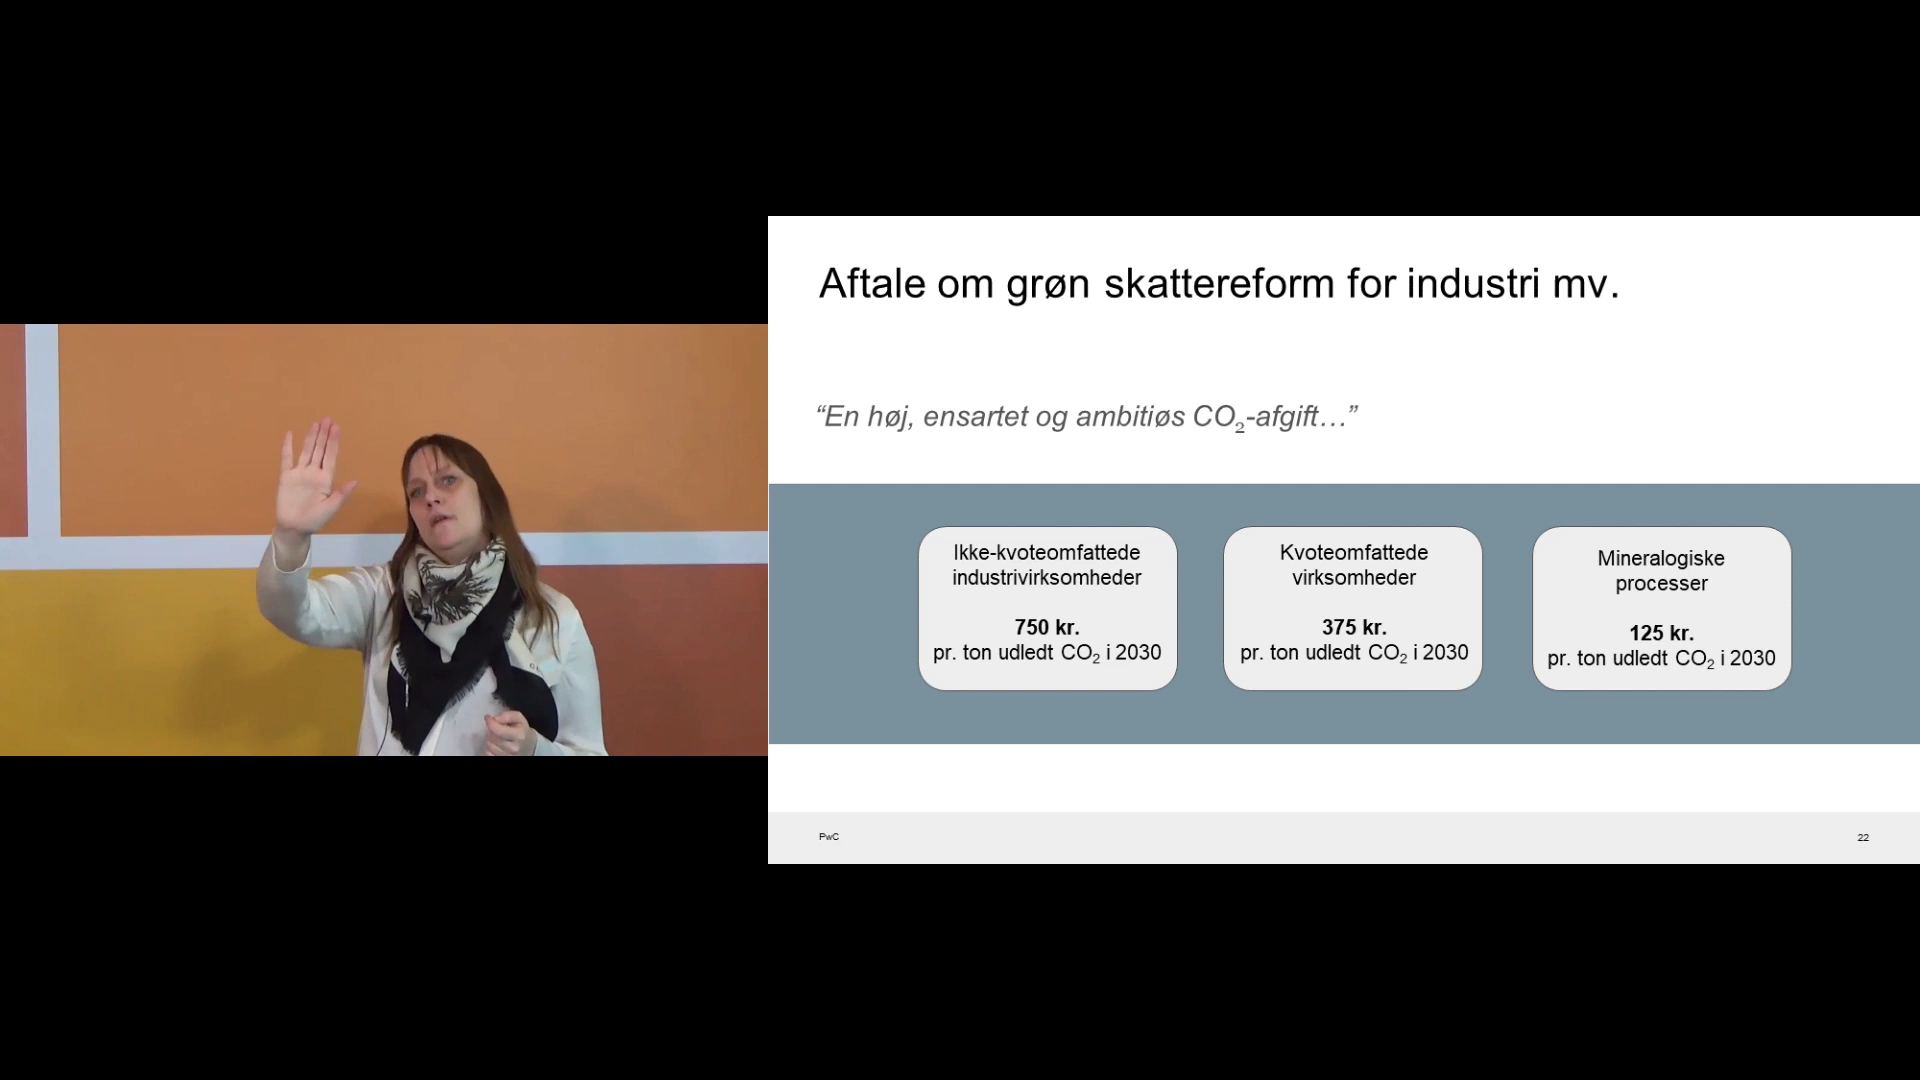 Aftale om grøn skattereform for industri mv.
“En høj, ensartet og ambitiøs CO₂-afgift…”
Ikke-kvoteomfattede
industrivirksomheder
750 kr.
pr. ton udledt CO₂ i 2030
Kvoteomfattede
virksomheder
375 kr.
pr. ton udledt CO₂ i 2030
Mineralogiske
processer
125 kr.
pr. ton udledt CO₂ i 2030
PwC
22